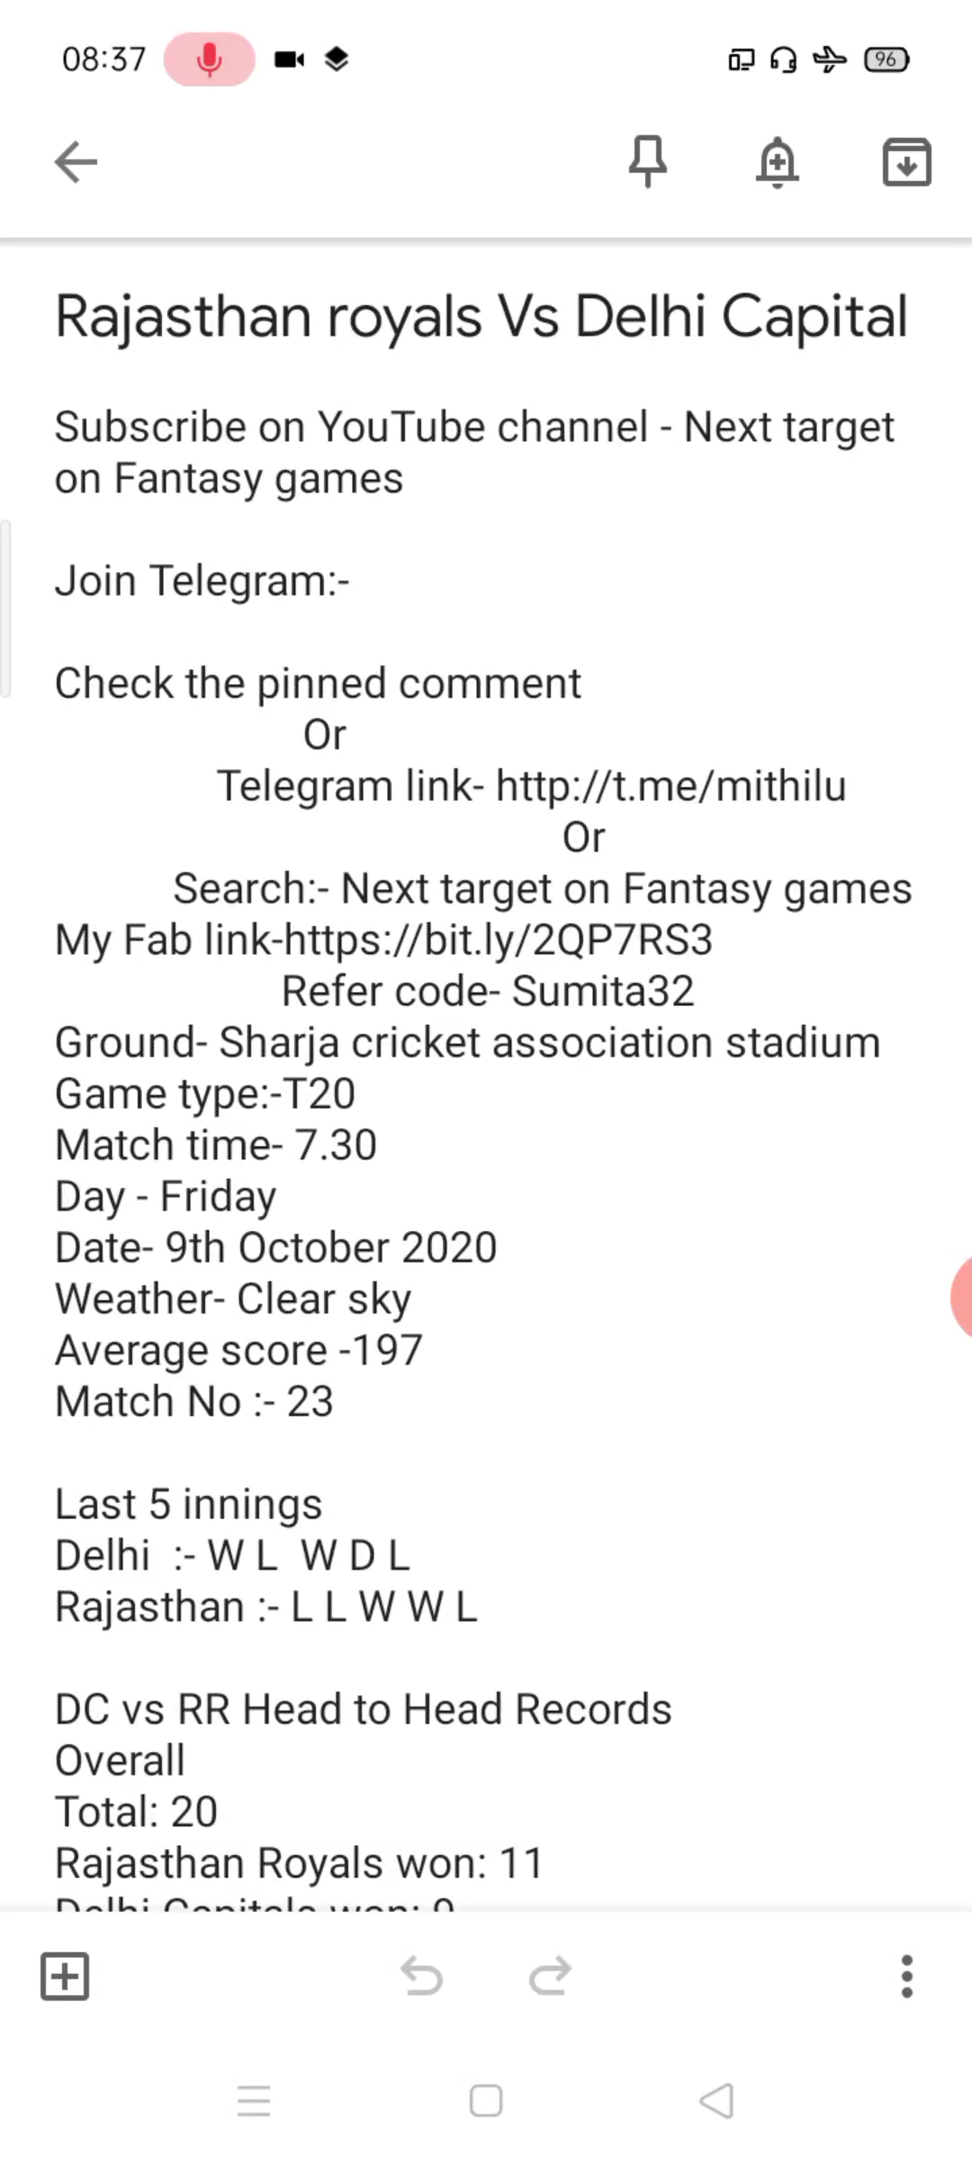 08:37
96
Rajasthan royals Vs Delhi Capital
Subscribe on YouTube channel - Next target
on Fantasy games
Join Telegram:-
Check the pinned comment
Or
Telegram link- http://t.me/mithilu
Or
Search:- Next target on Fantasy games
My Fab link-https://bit.ly/2QP7RS3
Refer code- Sumita32
Ground- Sharja cricket association stadium
Game type:-T20
Match time- 7.30
Day - Friday
Date- 9th October 2020
Weather- Clear sky
Average score -197
Match No :- 23
Last 5 innings
Delhi  :- W L  W D L
Rajasthan :- L L W W L
DC vs RR Head to Head Records
Overall
Total: 20
Rajasthan Royals won: 11
Delhi Capitals won: